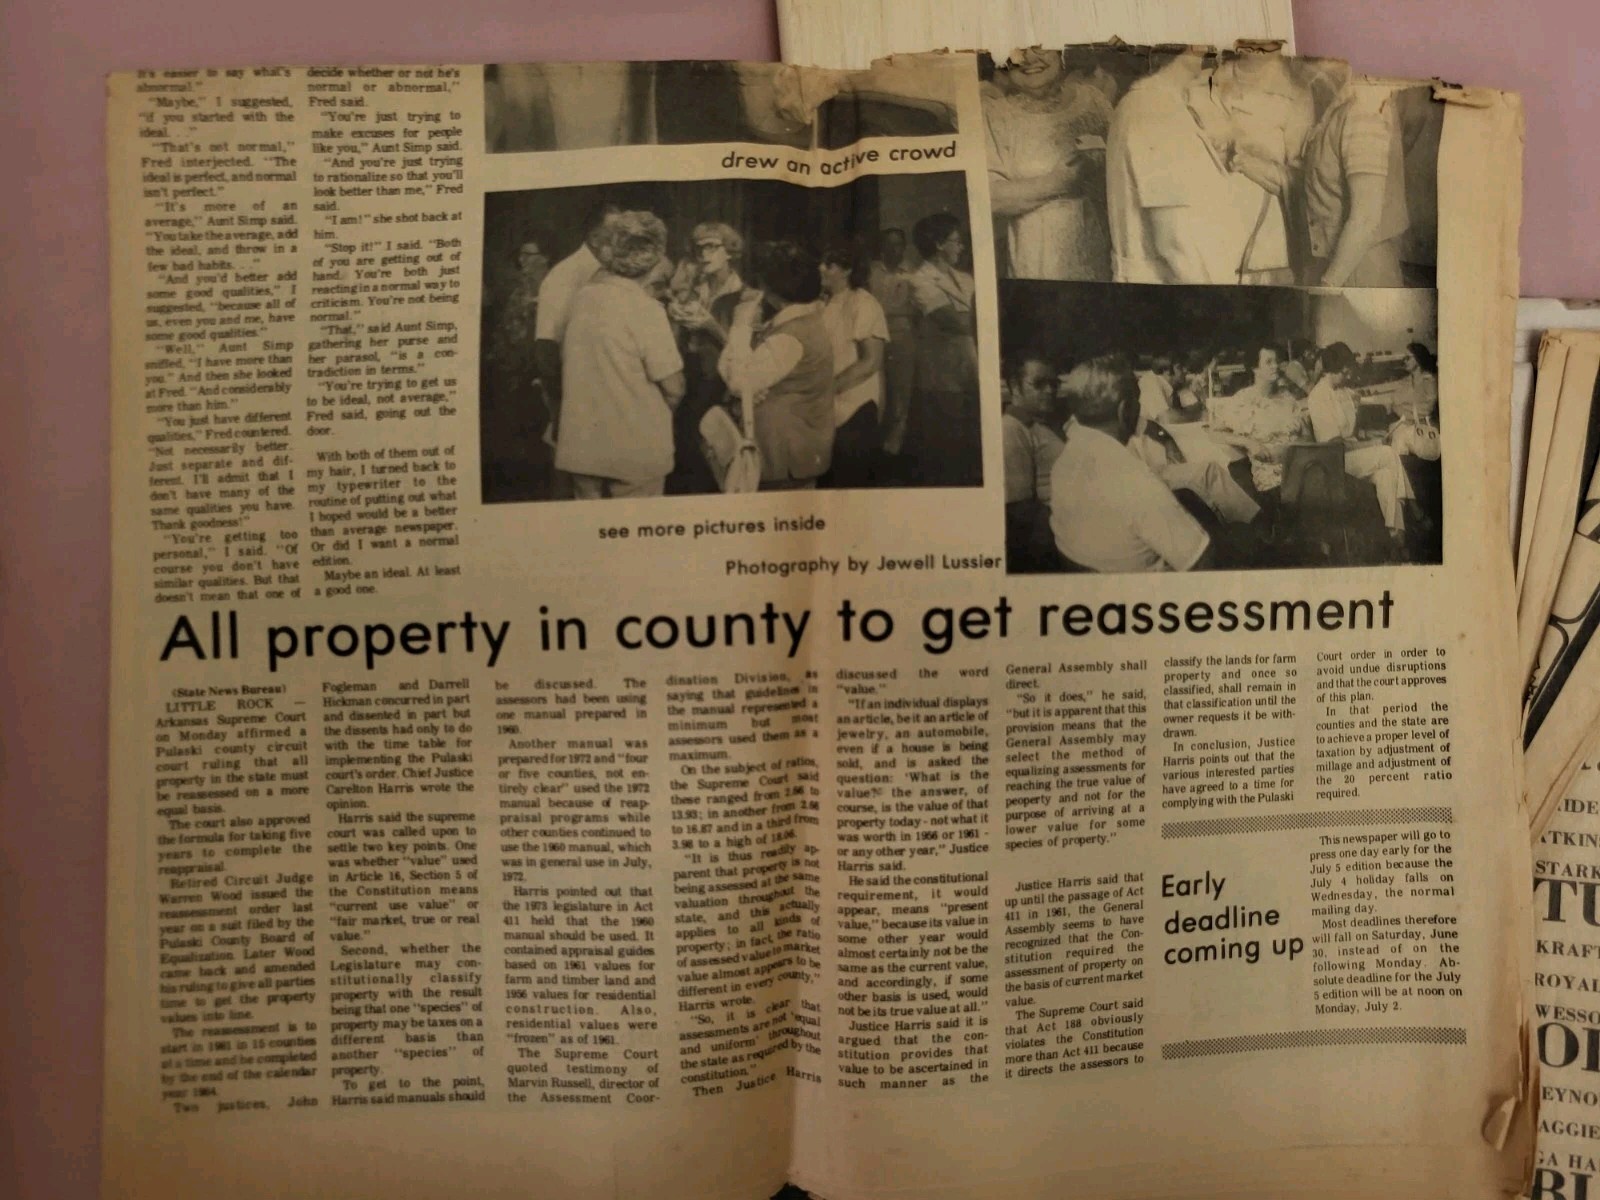 It's easier to say what's
abnormal."
"Maybe," I suggested,
"if you started with the
ideal. . ."
"That's not normal,"
Fred interjected. "The
ideal is perfect, and normal
isn't perfect."
"It's more of an
average," Aunt Simp said.
"You take the average, add
the ideal, and throw in a
few bad habits. . ."
"And you'd better add
some good qualities," I
suggested, "because all of
us, even you and me, have
some good qualities."
"Well," Aunt Simp
sniffed, "I have more than
you." And then she looked
at Fred. "And considerably
more than him."
"You just have different
qualities," Fred countered.
"Not necessarily better.
Just separate and dif-
ferent. I'll admit that I
don't have many of the
same qualities you have.
Thank goodness!"
"You're getting too
personal," I said. "Of
course you don't have
similar qualities. But that
doesn't mean that one of
decide whether or not he's
normal or abnormal,"
Fred said.
"You're just trying to
make excuses for people
like you," Aunt Simp said.
"And you're just trying
to rationalize so that you'll
look better than me," Fred
said.
"I am!" she shot back at
him.
"Stop it!" I said. "Both
of you are getting out of
hand. You're both just
reacting in a normal way to
criticism. You're not being
normal."
"That," said Aunt Simp,
gathering her purse and
her parasol, "is a con-
tradiction in terms."
"You're trying to get us
to be ideal, not average,"
Fred said, going out the
door.
With both of them out of
my hair, I turned back to
my typewriter to the
routine of putting out what
I hoped would be a better
than average newspaper.
Or did I want a normal
edition.
Maybe an ideal. At least
a good one.
drew an active crowd
see more pictures inside
Photography by Jewell Lussier
All property in county to get reassessment
(State News Bureau)
LITTLE ROCK —
Arkansas Supreme Court
on Monday affirmed a
Pulaski county circuit
court ruling that all
property in the state must
be reassessed on a more
equal basis.
The court also approved
the formula for taking five
years to complete the
reappraisal.
Retired Circuit Judge
Warren Wood issued the
reassessment order last
year on a suit filed by the
Pulaski County Board of
Equalization Later Wood
came back and amended
his ruling to give all parties
time to get the property
values into line.
The reassessment is to
start in 1981 in 15 counties
at a time and be completed
by the end of the calendar
year 1984.
Two justices, John
Fogleman and Darrell
Hickman concurred in part
and dissented in part but
the dissents had only to do
with the time table for
implementing the Pulaski
court's order. Chief Justice
Carelton Harris wrote the
opinion.
Harris said the supreme
court was called upon to
settle two key points. One
was whether "value" used
in Article 16, Section 5 of
the Constitution means
"current use value" or
"fair market, true or real
value."
Second, whether the
Legislature may con-
stitutionally classify
property with the result
being that one "species" of
property may be taxes on a
different basis than
another "species" of
property.
To get to the point,
Harris said manuals should
be discussed. The
assessors had been using
one manual prepared in
1960.
Another manual was
prepared for 1972 and "four
or five counties, not en-
tirely clear" used the 1972
manual because of reap-
praisal programs while
other counties continued to
use the 1960 manual, which
was in general use in July,
1972.
Harris pointed out that
the 1973 legislature in Act
411 held that the 1960
manual should be used. It
contained appraisal guides
based on 1961 values for
farm and timber land and
1956 values for residential
construction. Also,
residential values were
"frozen" as of 1961.
The Supreme Court
quoted testimony of
Marvin Russell, director of
the Assessment Coor-
dination Division, as
saying that guidelines in
the manual represented a
minimum but most
assessors used them as a
maximum.
On the subject of ratios,
the Supreme Court said
these ranged from 2.66 to
13.93; in another from 2.66
to 16.87 and in a third from
3.98 to a high of
"It is thus readily ap-
parent that property is not
being assessed at the same
valuation throughout the
state, and this actually
applies to all kinds of
property; in fact, the ratio
of assessed value to market
value almost appears to be
different in every county,"
Harris wrote.
"So, it is clear that
assessments are not 'equal
and uniform' throughout
the state as required by the
constitution."
Then Justice Harris
discussed the word
"value."
"If an individual displays
an article, be it an article of
jewelry, an automobile,
even if a house is being
sold, and is asked the
question: 'What is the
value?' the answer, of
course, is the value of that
property today - not what it
was worth in 1956 or 1961 -
or any other year," Justice
Harris said.
He said the constitutional
requirement, it would
appear, means "present
value," because its value in
some other year would
almost certainly not be the
same as the current value,
and accordingly, if some
other basis is used, would
not be its true value at all."
Justice Harris said it is
argued that the con-
stitution provides that
value to be ascertained in
such manner as the
General Assembly shall
direct.
"So it does," he said,
"but it is apparent that this
provision means that the
General Assembly may
select the method of
equalizing assessments for
reaching the true value of
peoperty and not for the
purpose of arriving at a
lower value for some
species of property."
Justice Harris said that
up until the passage of Act
411 in 1961, the General
Assembly seems to have
recognized that the Con-
stitution required the
assessment of property on
the basis of current market
value.
The Supreme Court said
that Act 188 obviously
violates the Constitution
more than Act 411 because
it directs the assessors to
classify the lands for farm
property and once so
classified, shall remain in
that classification until the
owner requests it be with-
drawn.
In conclusion, Justice
Harris points out that the
various interested parties
have agreed to a time for
complying with the Pulaski
Court order in order to
avoid undue disruptions
and that the court approves
of this plan.
In that period the
counties and the state are
to achieve a proper level of
taxation by adjustment of
millage and adjustment of
the 20 percent ratio
required.
Early
deadline
coming up
This newspaper will go to
press one day early for the
July 5 edition because the
July 4 holiday falls on
Wednesday, the normal
mailing day.
Most deadlines therefore
will fall on Saturday, June
30, instead of on the
following Monday. Ab-
solute deadline for the July
5 edition will be at noon on
Monday, July 2.
IDE
ATKIN
STARK
TU
KRAF
ROYAL
WESSO
OI
EYNO
AGGIE
GA HA
BI